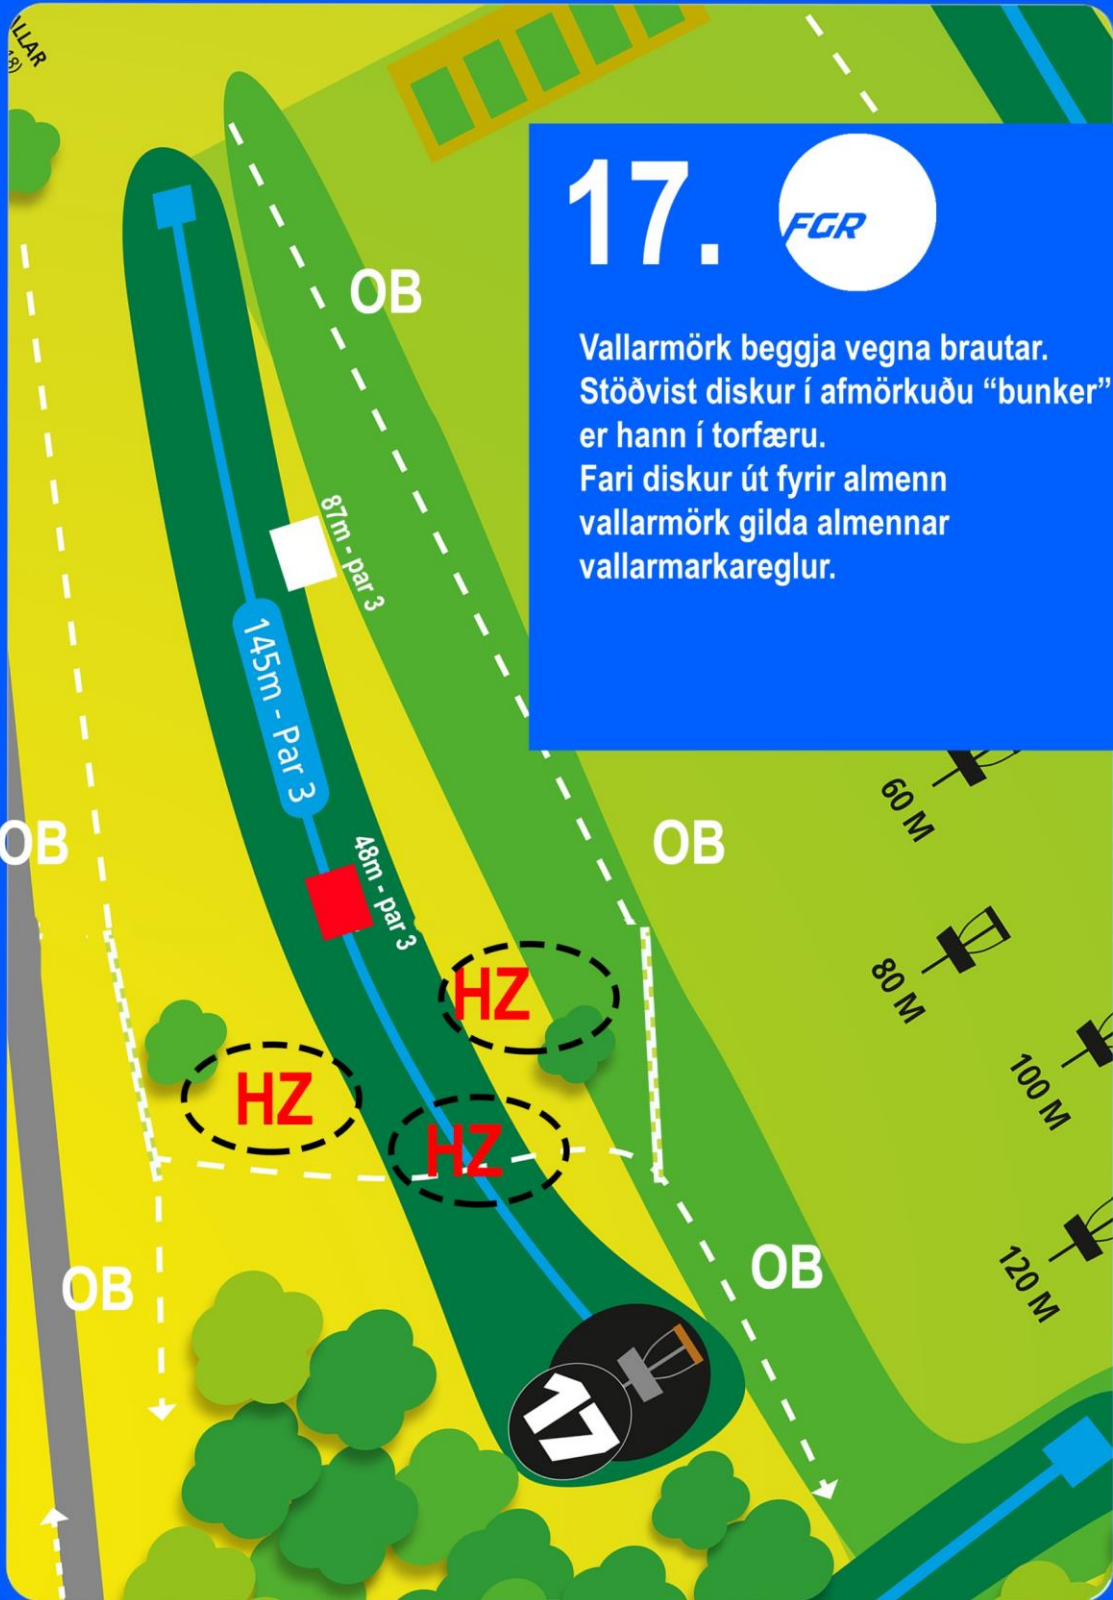 17.
FGR
Vallarmörk beggja vegna brautar.
Stöðvist diskur í afmörkuðu “bunker”
er hann í torfæru.
Fari diskur út fyrir almenn
vallarmörk gilda almennar
vallarmarkareglur.
OB
87m - par 3
145m - Par 3
60 M
OB
OB
48m - par 3
80 M
HZ
HZ
100 M
HZ
OB
OB
120 M
17